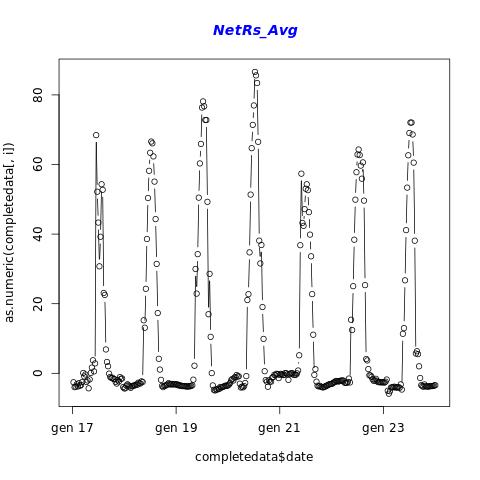 NetRs_Avg
as.numeric(completedata[, i])
80
60
40
20
0
gen 17
gen 19
gen 21
gen 23
completedata$date